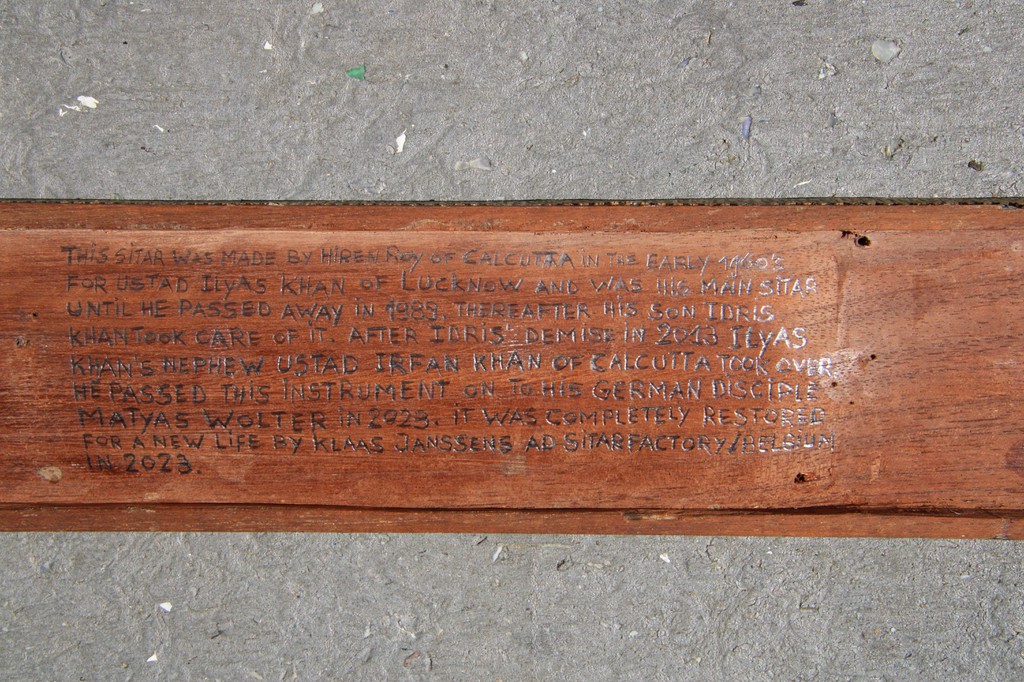 THIS SITAR WAS MADE BY HIREN ROY OF CALCUTTA IN THE EARLY 1960'S
FOR USTAD ILYAS KHAN OF LUCKNOW AND WAS HIS MAIN SITAR
UNTIL HE PASSED AWAY IN 1989. THEREAFTER HIS SON IDRIS
KHAN TOOK CARE OF IT. AFTER IDRIS' DEMISE IN 2013 ILYAS
KHAN'S NEPHEW USTAD IRFAN KHAN OF CALCUTTA TOOK OVER.
HE PASSED THIS INSTRUMENT ON TO HIS GERMAN DISCIPLE
MATYAS WOLTER IN 2023. IT WAS COMPLETELY RESTORED
FOR A NEW LIFE BY KLAAS JANSSENS AD SITARFACTORY/BELGIUM
IN 2023.